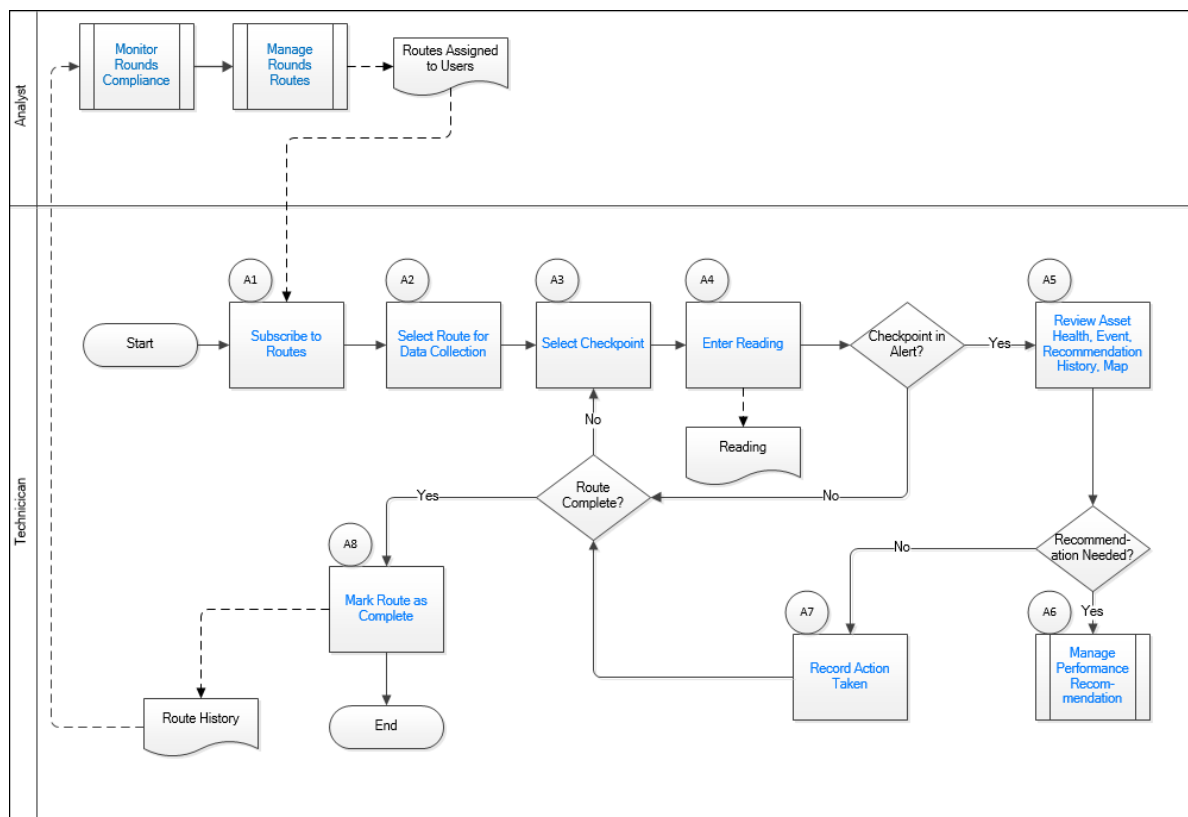 Analyst
Monitor
Rounds
Compliance
Manage
Rounds
Routes
Routes Assigned
to Users
Technicican
Start
A1
Subscribe to
Routes
A2
Select Route for
Data Collection
A3
Select Checkpoint
A4
Enter Reading
Reading
Checkpoint in
Alert?
Yes
No
A5
Review Asset
Health, Event,
Recommendation
History, Map
Recommend-
ation Needed?
Yes
No
A6
Manage
Performance
Recom-
mendation
A7
Record Action
Taken
Route
Complete?
No
Yes
A8
Mark Route as
Complete
Route History
End